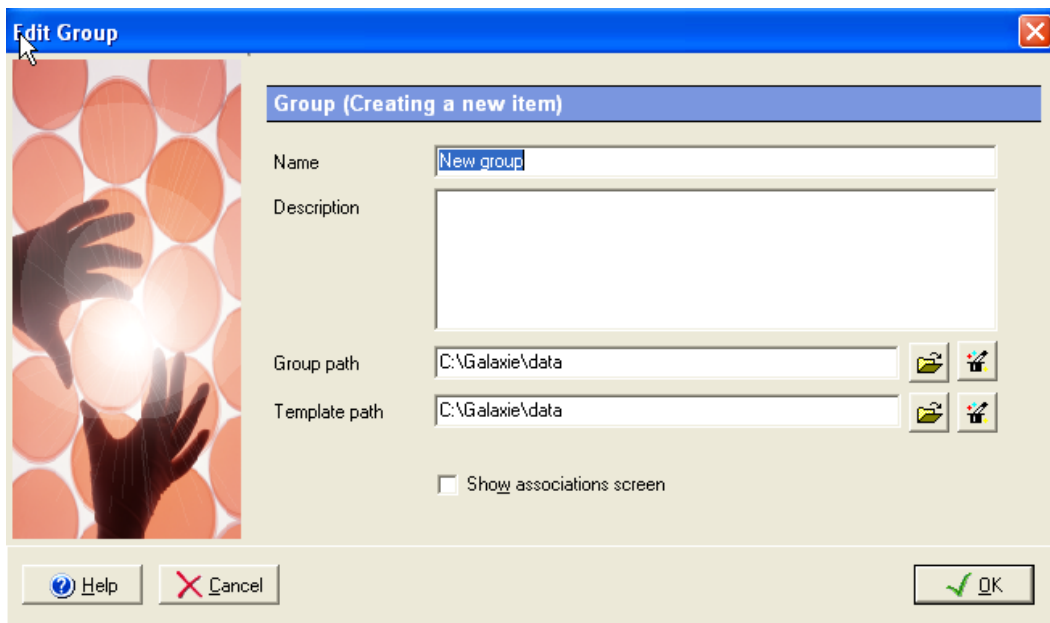 Edit Group
Group (Creating a new item)
Name
New group
Description
Group path
C:\Galaxie\data
Template path
C:\Galaxie\data
Show associations screen
Help
Cancel
OK